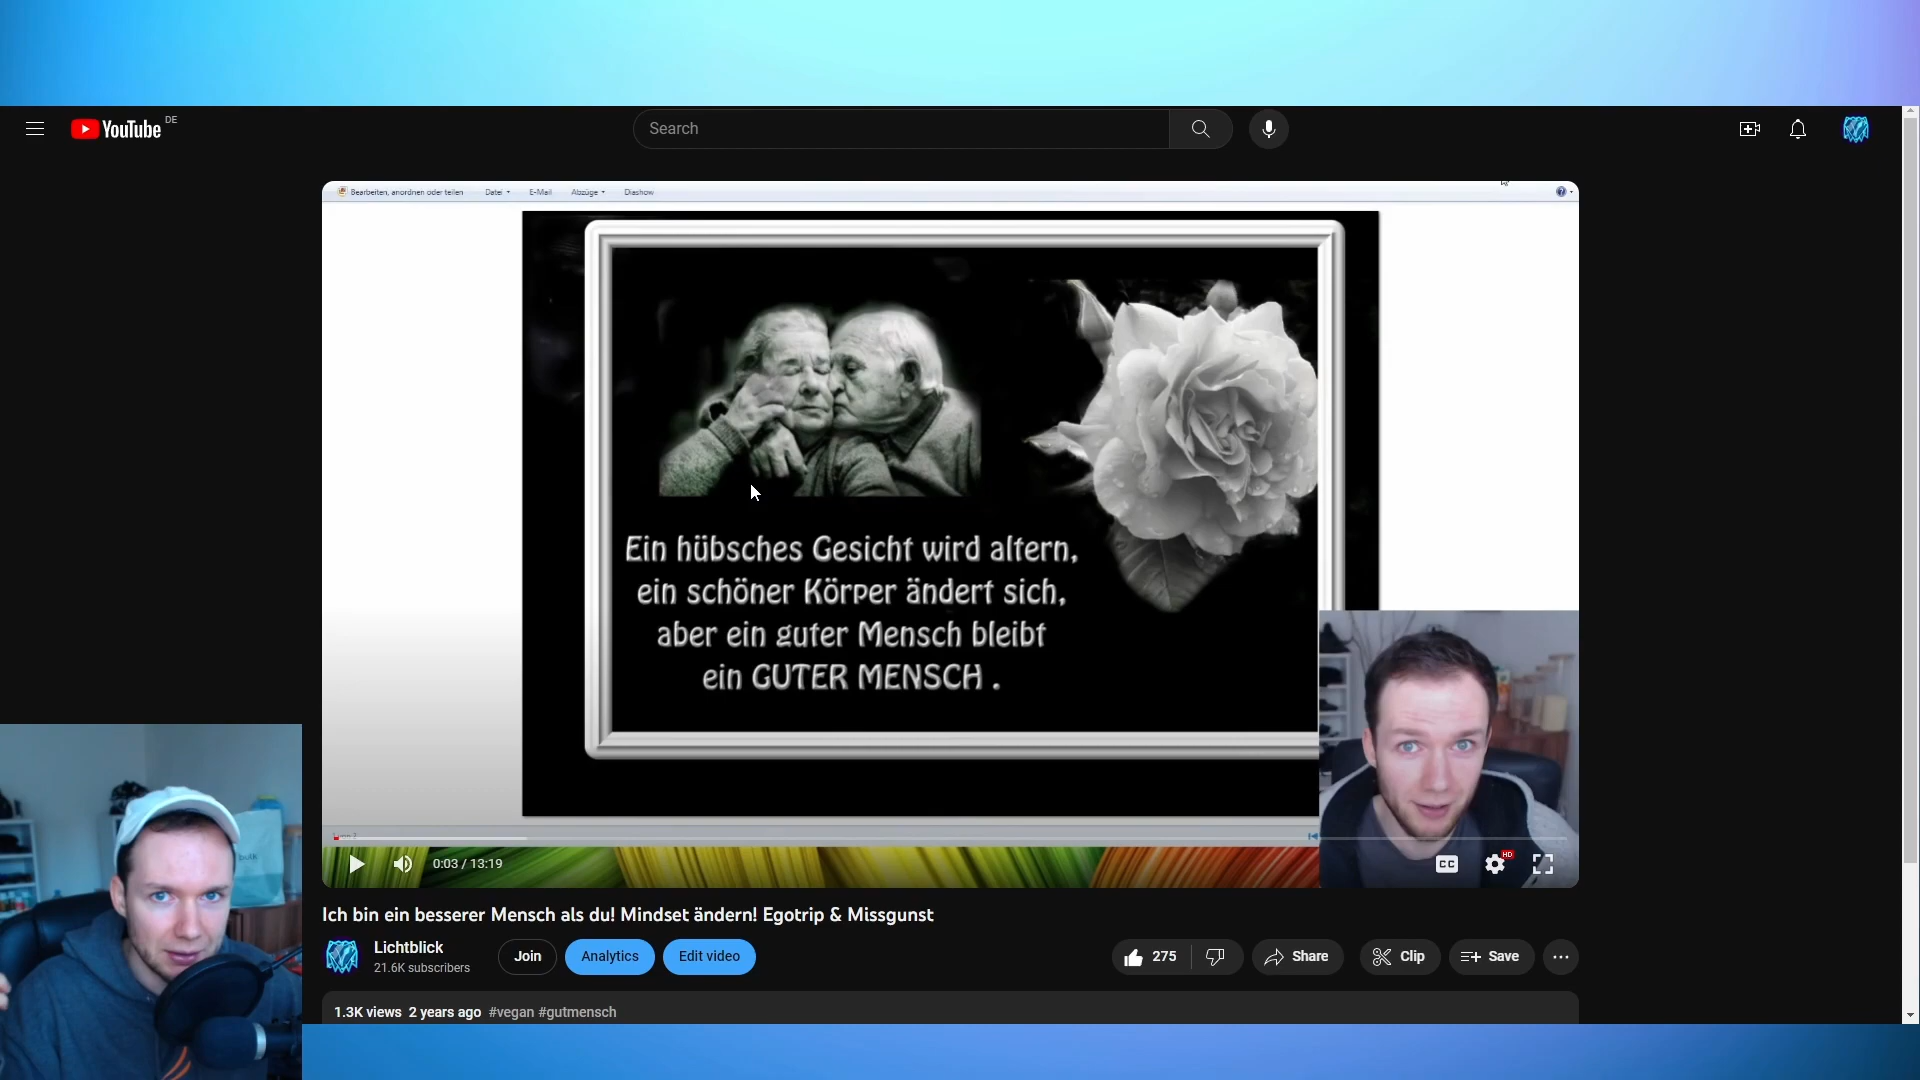 YouTube DE
Search
Bearbeiten, anordnen oder teilen Datei E-Mail Abzüge Diashow
Ein hübsches Gesicht wird altern,
ein schöner Körper ändert sich,
aber ein guter Mensch bleibt
ein GUTER MENSCH .
bulk
0:03 / 13:19
CC
HD
Ich bin ein besserer Mensch als du! Mindset ändern! Egotrip & Missgunst
Lichtblick
21.6K subscribers
Join
Analytics
Edit video
275
Share
Clip
Save
1.3K views 2 years ago #vegan #gutmensch